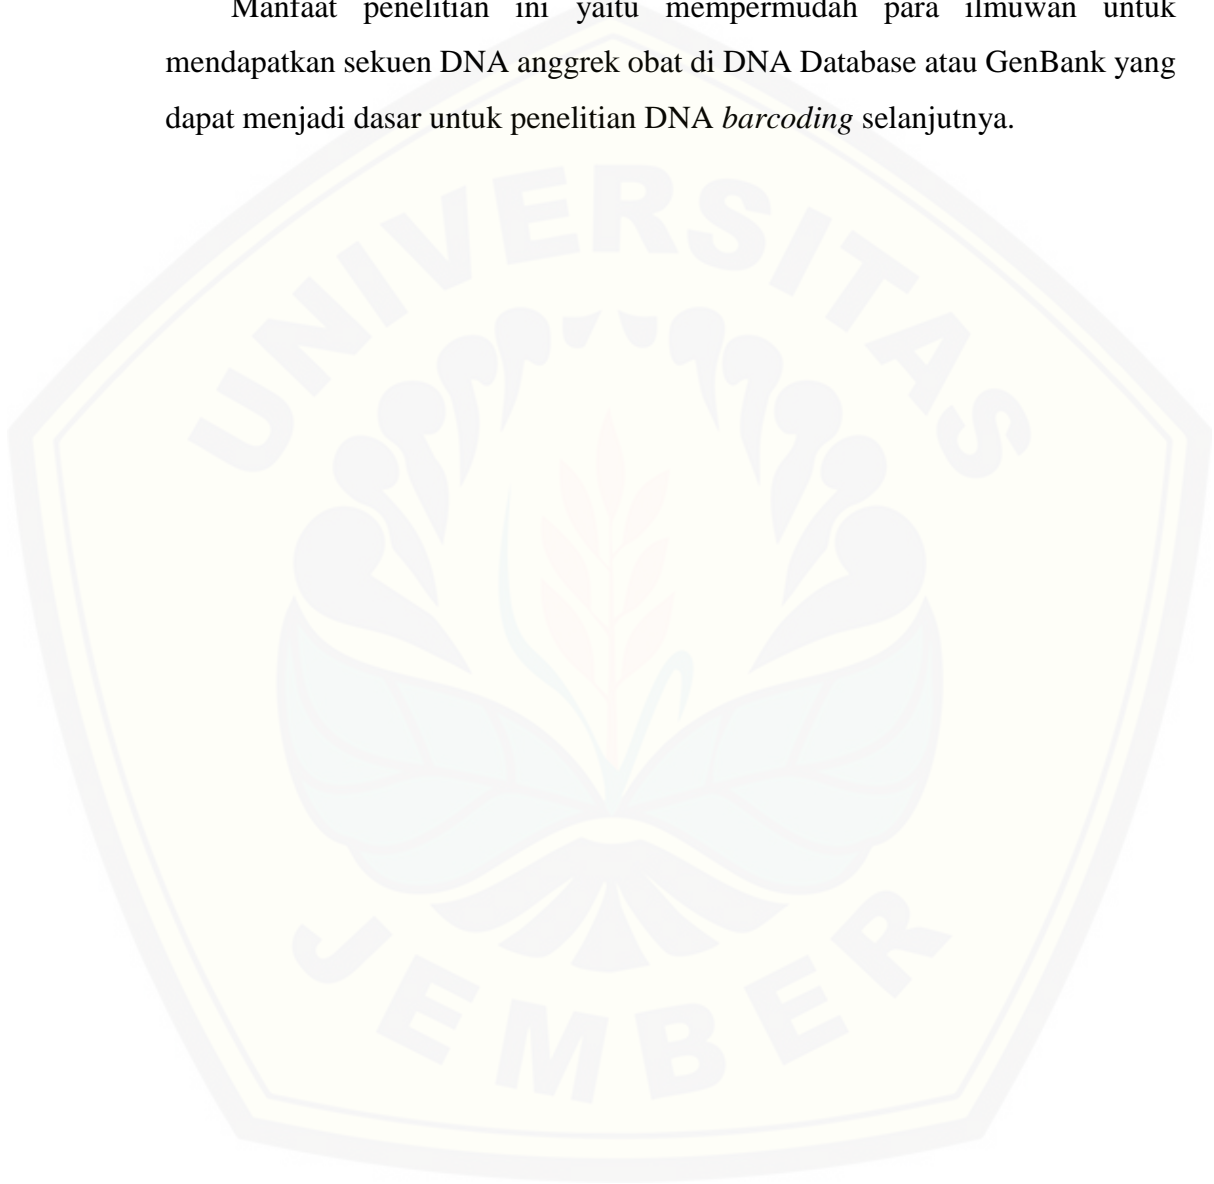 Manfaat penelitian ini yaitu mempermudah para ilmuwan untuk
mendapatkan sekuen DNA anggrek obat di DNA Database atau GenBank yang
dapat menjadi dasar untuk penelitian DNA barcoding selanjutnya.
UNIVERSITAS
JEMBER